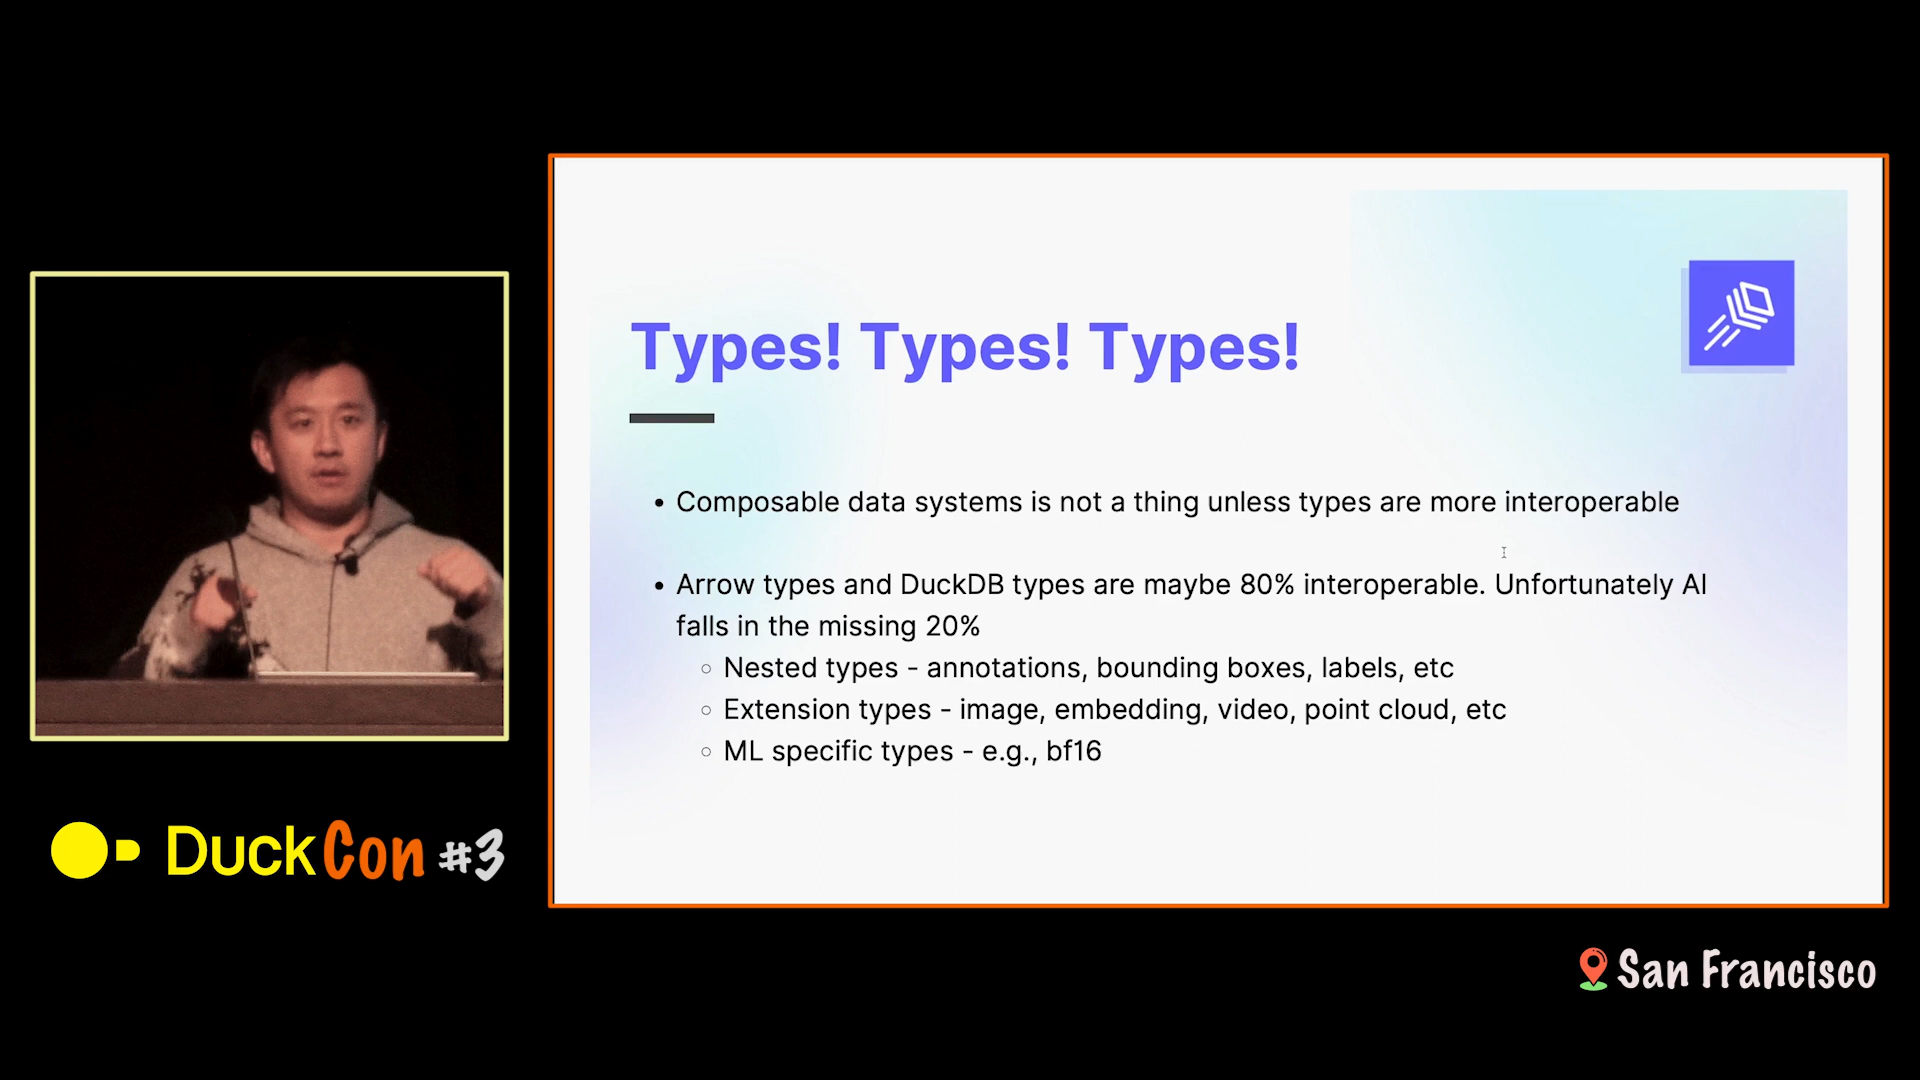 Types! Types! Types!
• Composable data systems is not a thing unless types are more interoperable
• Arrow types and DuckDB types are maybe 80% interoperable. Unfortunately AI
falls in the missing 20%
◦ Nested types - annotations, bounding boxes, labels, etc
◦ Extension types - image, embedding, video, point cloud, etc
◦ ML specific types - e.g., bf16
DuckCon #3
San Francisco